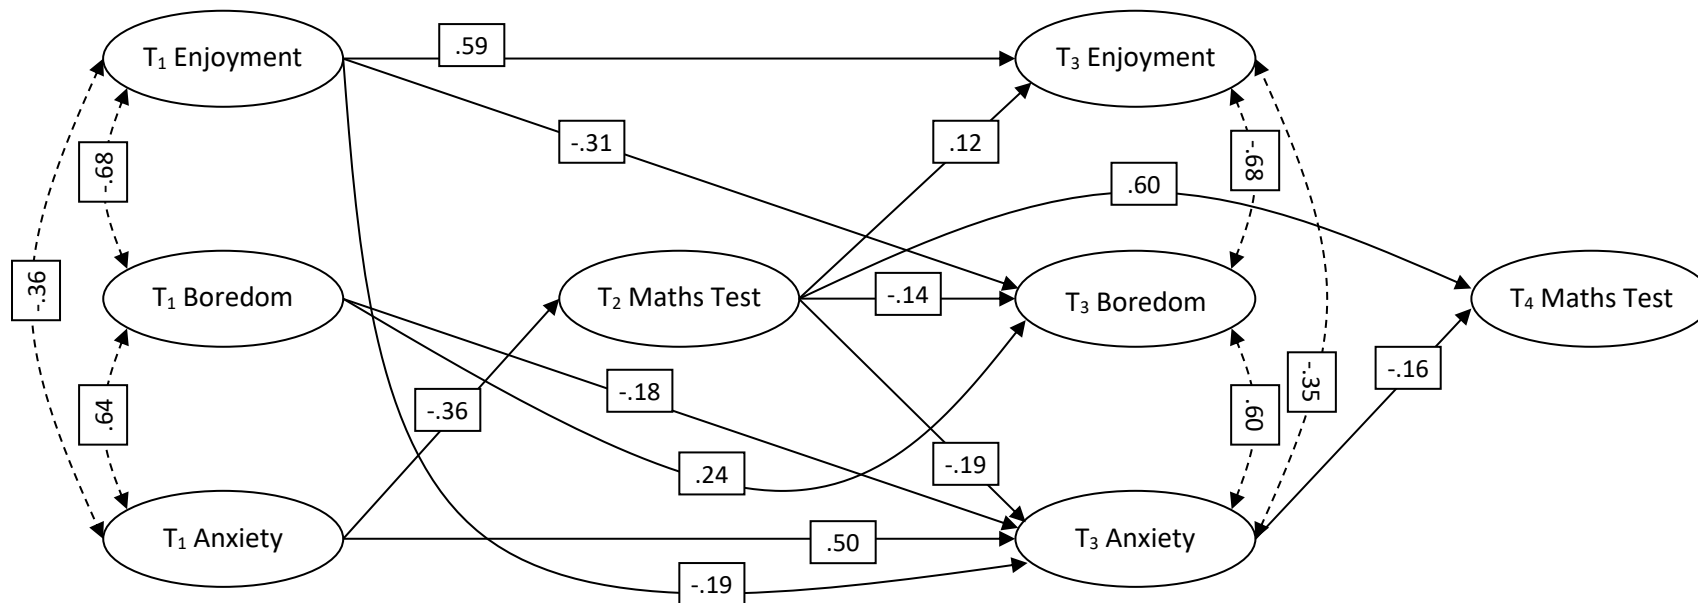 T₁ Enjoyment
.59
T₃ Enjoyment
-.31
.12
-.68
-.68
.60
-.36
T₁ Boredom
T₂ Maths Test
-.14
T₃ Boredom
T₄ Maths Test
-.18
-.16
-.35
.64
-.36
.60
.24
-.19
T₁ Anxiety
.50
T₃ Anxiety
-.19